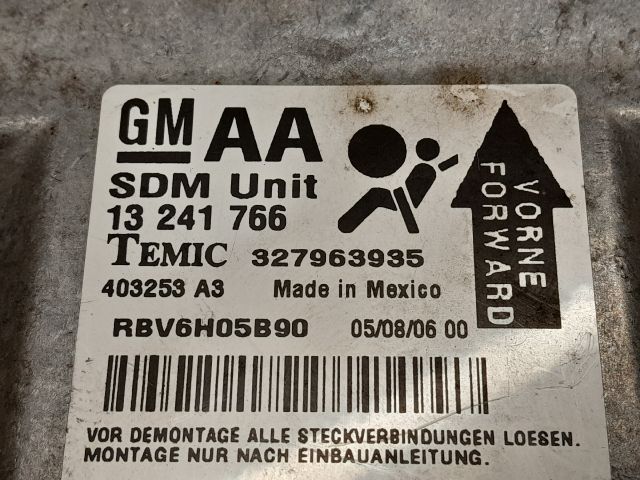 GM AA
SDM Unit
13 241 766
TEMIC 327963935
403253 A3 Made in Mexico
RBV6H05B90 05/08/06 00
VORNE
FORWARD
VOR DEMONTAGE ALLE STECKVERBINDUNGEN LOESEN.
MONTAGE NUR NACH EINBAUANLEITUNG.